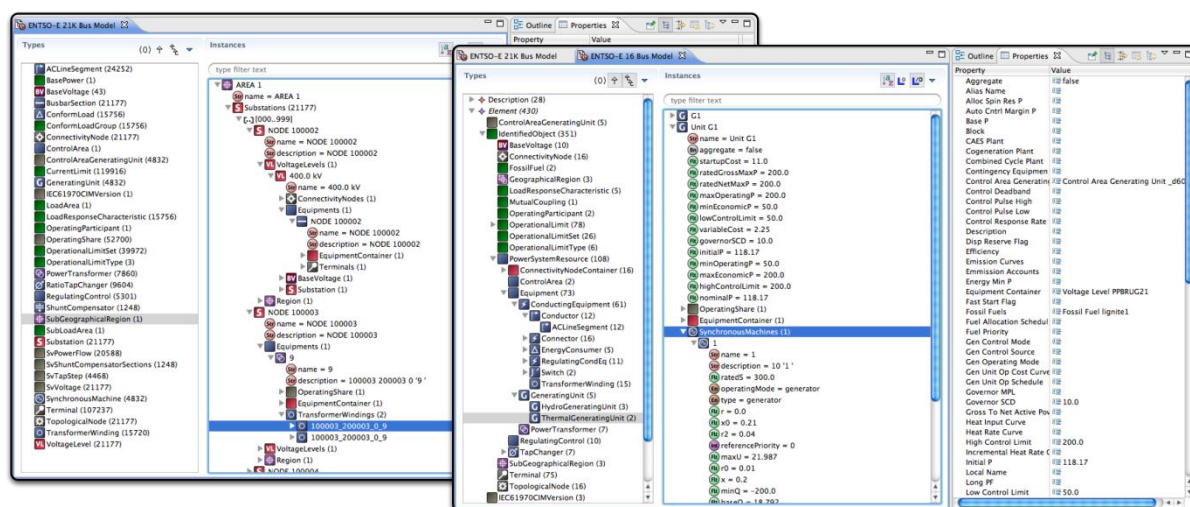 ENTSO-E 21K Bus Model
Outline
Properties
Property
Value
Types
(0)
Instances
type filter text
ACLineSegment (24252)
BasePower (1)
BaseVoltage (43)
BusbarSection (21177)
ConformLoad (15756)
ConformLoadGroup (15756)
ConnectivityNode (21177)
ControlArea (1)
ControlAreaGeneratingUnit (4832)
CurrentLimit (119916)
GeneratingUnit (4832)
IEC61970CIMVersion (1)
LoadArea (1)
LoadResponseCharacteristic (15756)
OperatingParticipant (1)
OperatingShare (52700)
OperationalLimitSet (39972)
OperationalLimitType (3)
PowerTransformer (7860)
RatioTapChanger (9604)
RegulatingControl (5301)
ShuntCompensator (1248)
SubGeographicalRegion (1)
SubLoadArea (1)
Substation (21177)
SvPowerFlow (20588)
SvShuntCompensatorSections (1248)
SvTapStep (4468)
SvVoltage (21177)
SynchronousMachine (4832)
Terminal (107237)
TopologicalNode (21177)
TransformerWinding (15720)
VoltageLevel (21177)
AREA 1
name = AREA 1
Substations (21177)
[000..999]
NODE 100002
name = NODE 100002
description = NODE 100002
VoltageLevels (1)
400.0 kV
name = 400.0 kV
ConnectivityNodes (1)
Equipments (1)
NODE 100002
name = NODE 100002
description = NODE 100002
EquipmentContainer (1)
Terminals (1)
BaseVoltage (1)
Substation (1)
Region (1)
NODE 100003
name = NODE 100003
description = NODE 100003
Equipments (1)
9
name = 9
description = 100003 200003 0 '9 '
OperatingShare (1)
EquipmentContainer (1)
TransformerWindings (2)
100003_200003_0_9
100003_200003_0_9
VoltageLevels (1)
Region (1)
NODE 100004
ENTSO-E 21K Bus Model
ENTSO-E 16 Bus Model
Types
(0)
Instances
type filter text
Description (28)
Element (430)
ControlAreaGeneratingUnit (5)
IdentifiedObject (351)
BaseVoltage (10)
ConnectivityNode (16)
FossilFuel (2)
GeographicalRegion (3)
LoadResponseCharacteristic (5)
MutualCoupling (1)
OperatingParticipant (2)
OperationalLimit (78)
OperationalLimitSet (26)
OperationalLimitType (6)
PowerSystemResource (108)
ConnectivityNodeContainer (16)
ControlArea (2)
Equipment (73)
ConductingEquipment (61)
Conductor (12)
ACLineSegment (12)
Connector (16)
EnergyConsumer (5)
RegulatingCondEq (11)
Switch (2)
TransformerWinding (15)
GeneratingUnit (5)
HydroGeneratingUnit (3)
ThermalGeneratingUnit (2)
PowerTransformer (7)
RegulatingControl (10)
TapChanger (7)
SubGeographicalRegion (3)
Terminal (75)
TopologicalNode (16)
IEC61970CIMVersion (3)
G1
Unit G1
name = Unit G1
aggregate = false
startupCost = 11.0
ratedGrossMaxP = 200.0
ratedNetMaxP = 200.0
maxOperatingP = 200.0
minEconomicP = 50.0
lowControlLimit = 50.0
variableCost = 2.25
governorSCD = 10.0
initialP = 118.17
minOperatingP = 50.0
maxEconomicP = 200.0
highControlLimit = 200.0
nominalP = 118.17
OperatingShare (1)
EquipmentContainer (1)
SynchronousMachines (1)
1
name = 1
description = 10 '1 '
ratedS = 300.0
operatingMode = generator
type = generator
r = 0.0
x0 = 0.21
r2 = 0.04
referencePriority = 0
maxU = 21.987
r0 = 0.01
x = 0.2
minQ = -200.0
baseQ = 18.792
Outline
Properties
Property Value
Aggregate false
Alias Name
Alloc Spin Res P
Auto Cntrl Margin P
Base P
Block
CAES Plant
Cogeneration Plant
Combined Cycle Plant
Contingency Equipmen
Control Area Generatin Control Area Generating Unit _d60
Control Deadband
Control Pulse High
Control Pulse Low
Control Response Rate
Description
Disp Reserve Flag
Efficiency
Emission Curves
Emmission Accounts
Energy Min P
Equipment Container Voltage Level PPBRUG21
Fast Start Flag
Fossil Fuels Fossil Fuel lignite1
Fuel Allocation Schedul
Fuel Priority
Gen Control Mode
Gen Control Source
Gen Operating Mode
Gen Unit Op Cost Curve
Gen Unit Op Schedule
Governor MPL
Governor SCD 10.0
Gross To Net Active Pov
Heat Input Curve
Heat Rate Curve
High Control Limit 200.0
Incremental Heat Rate C
Initial P 118.17
Local Name
Long PF
Low Control Limit 50.0